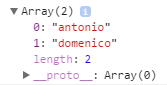 ▼ Array(2) i
0: "antonio"
1: "domenico"
length: 2
▶ __proto__: Array(0)